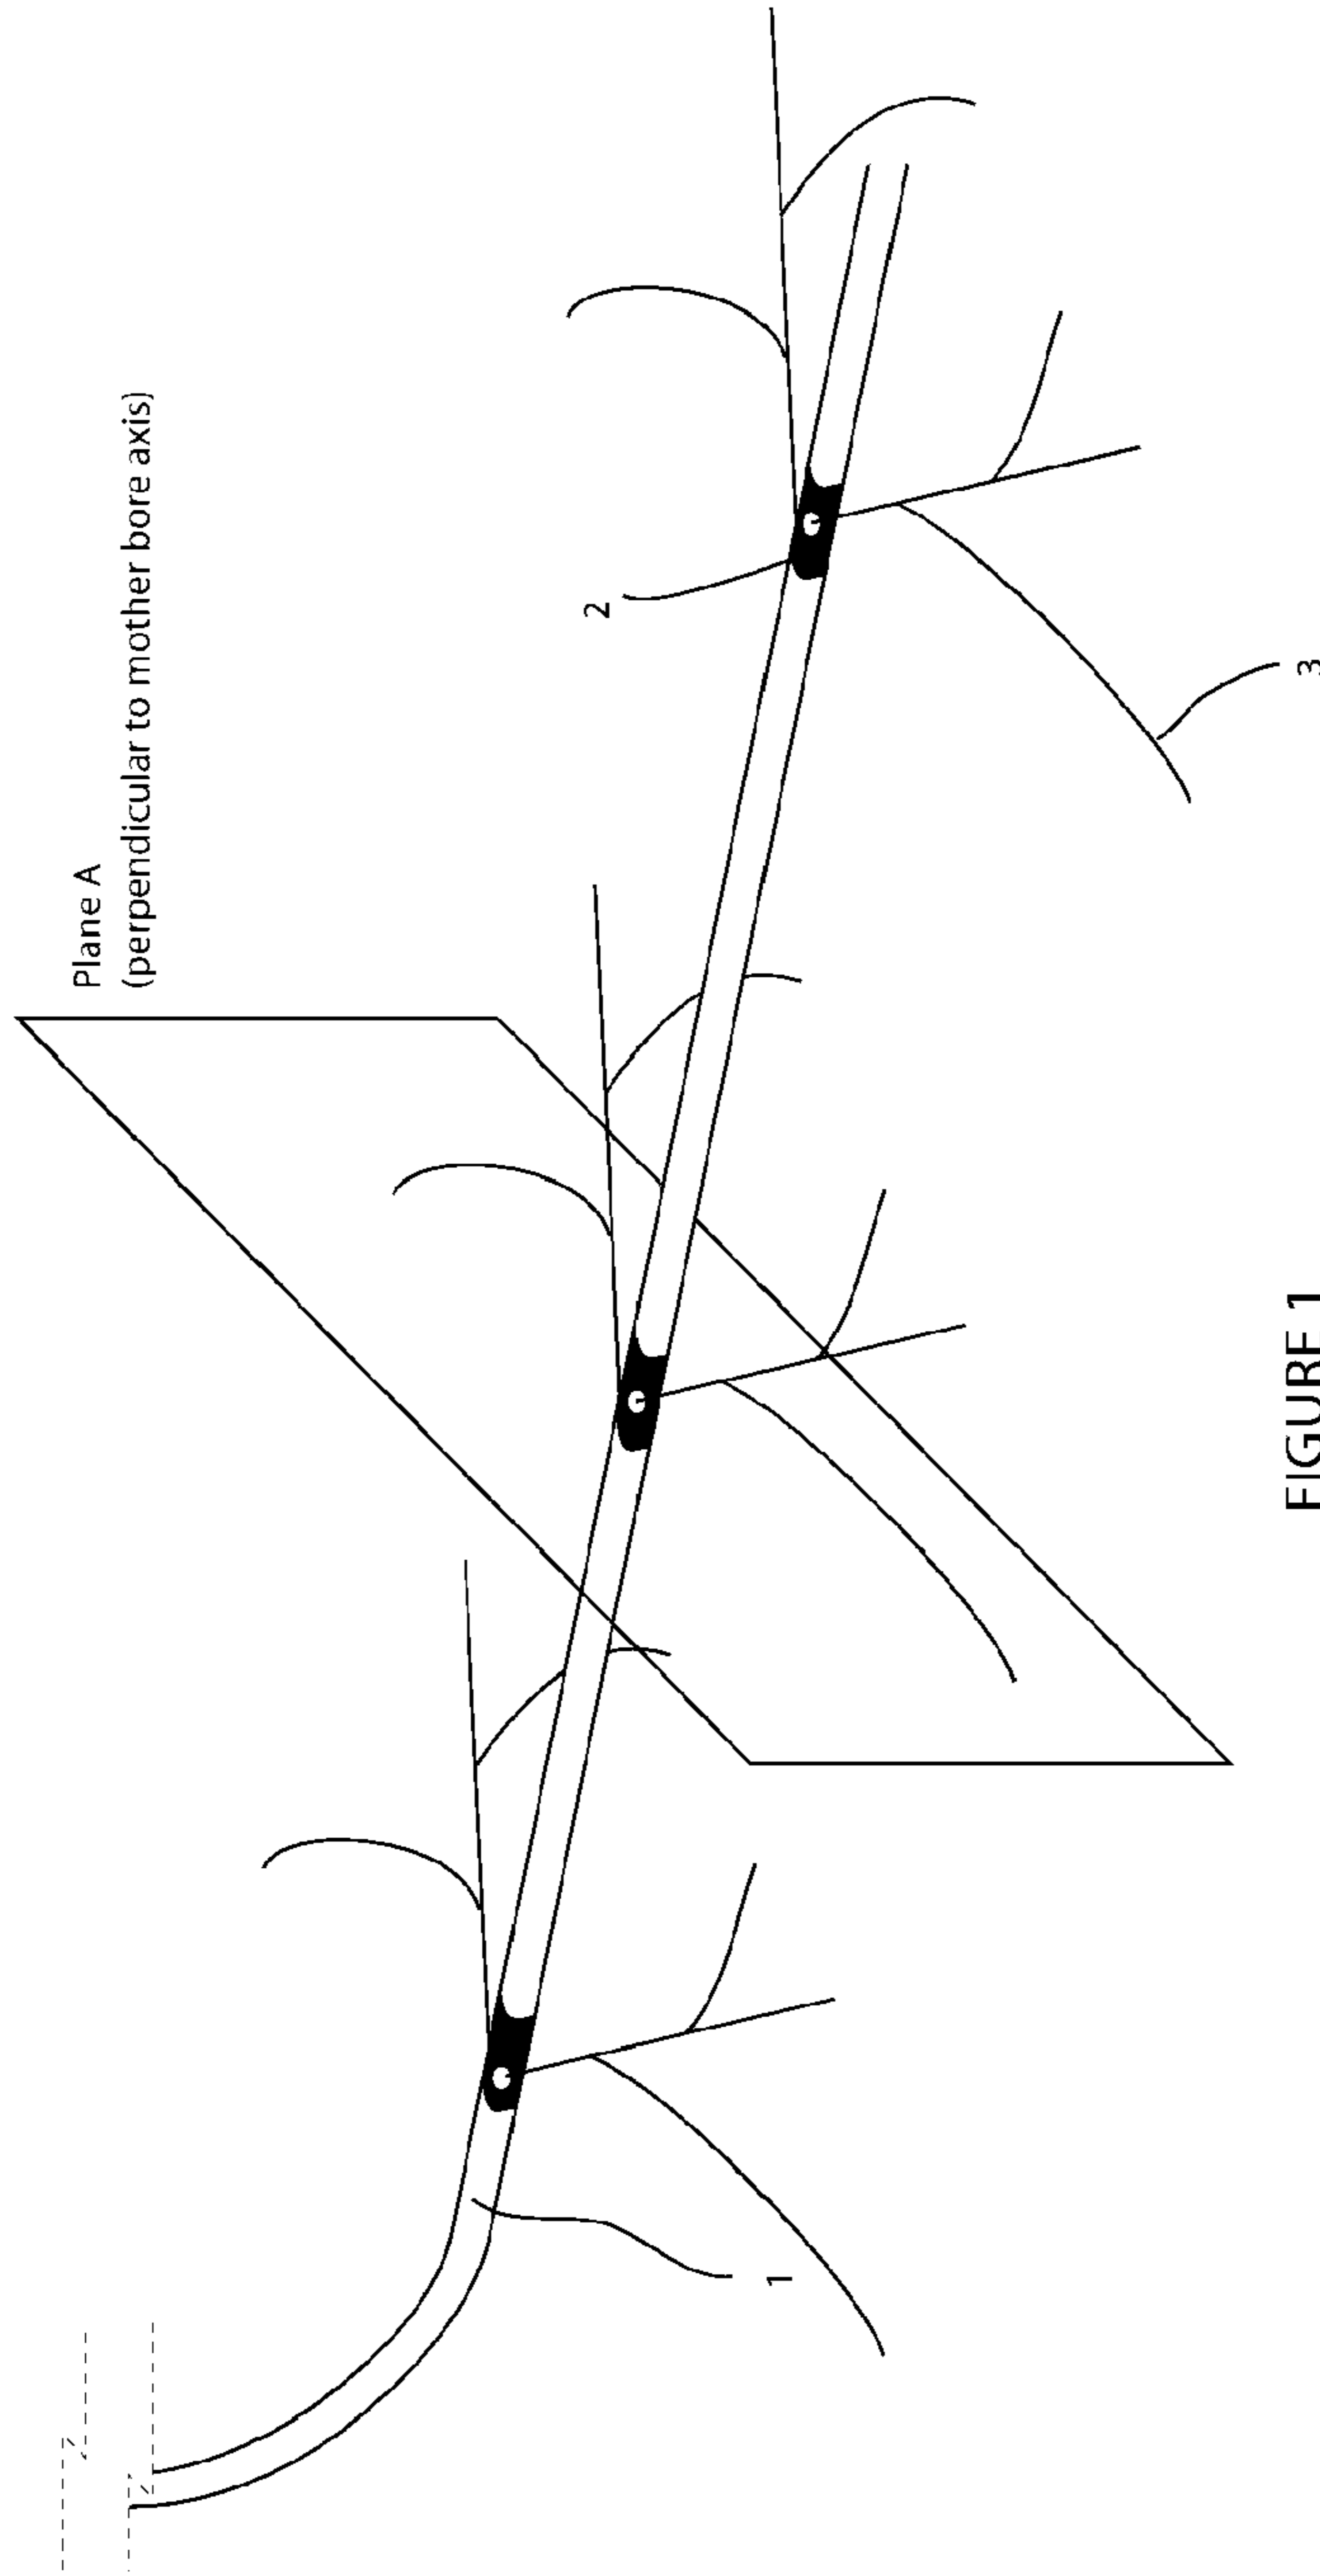 Plane A
(perpendicular to mother bore axis)
2
3
1
FIGURE 1